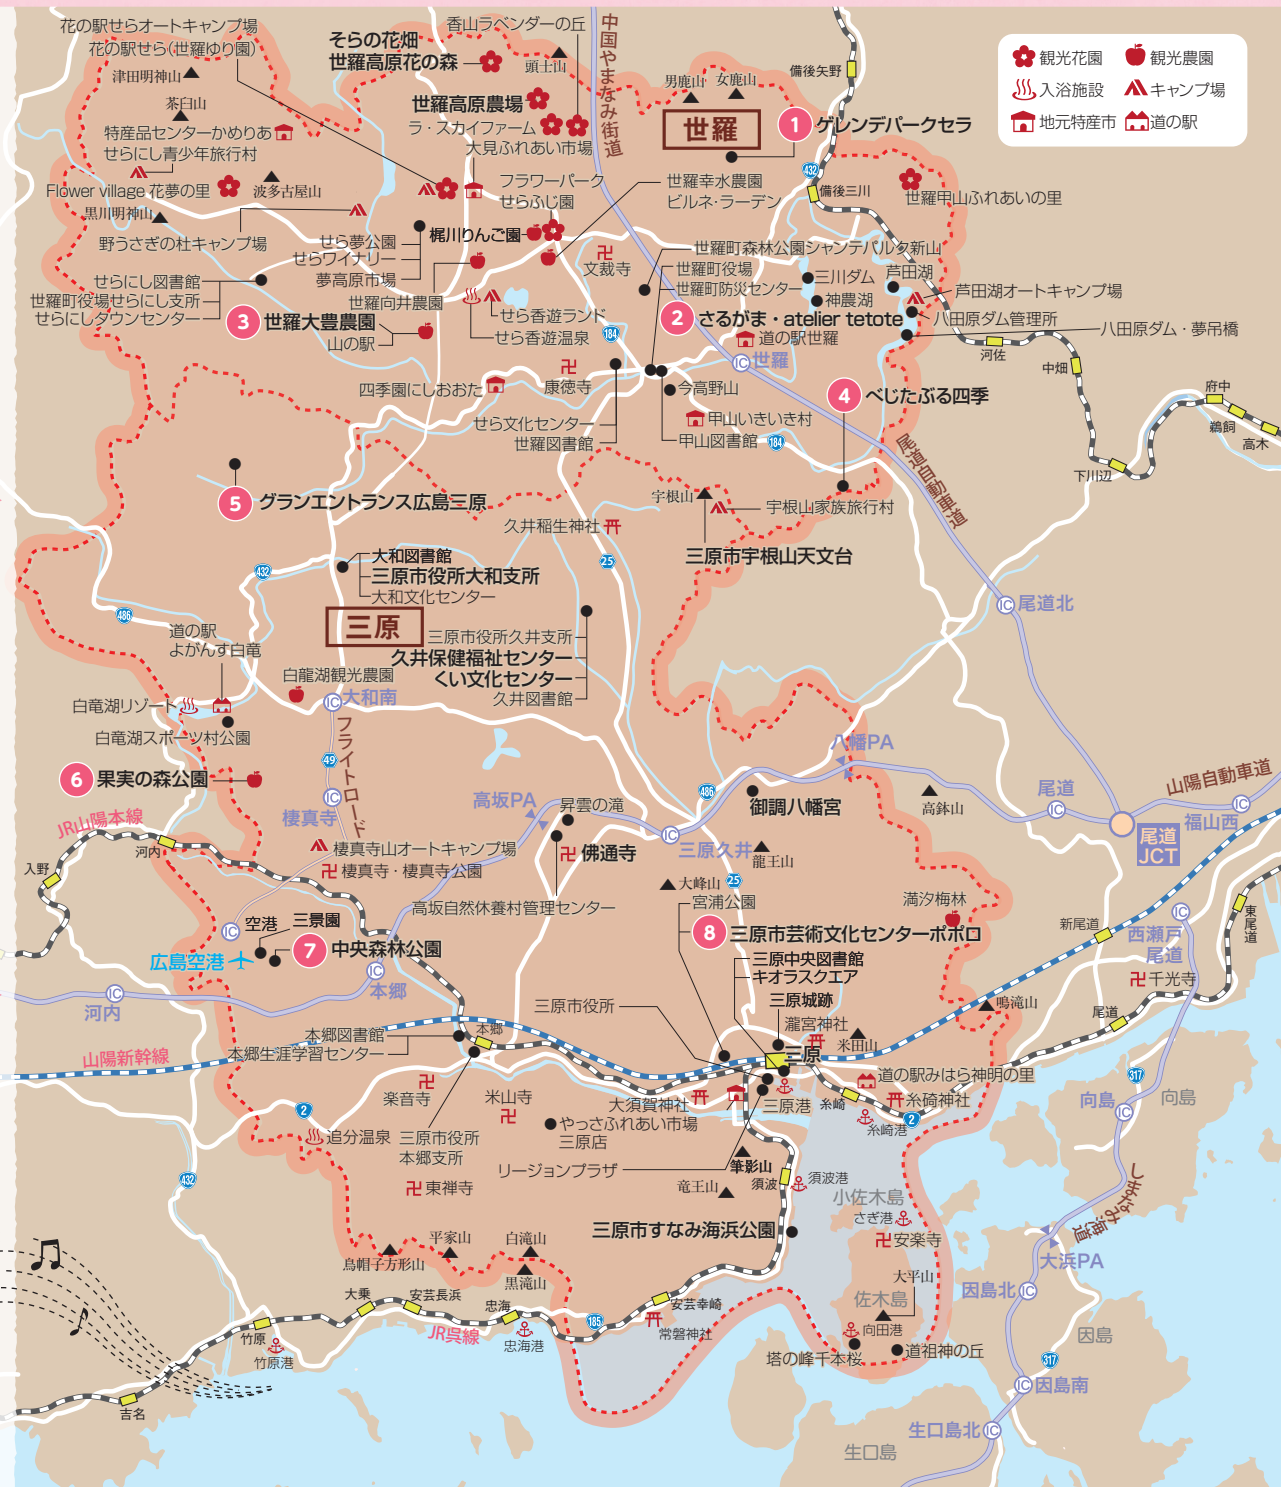 観光花園
観光農園
入浴施設
キャンプ場
地元特産市
道の駅
花の駅せらオートキャンプ場
花の駅せら(世羅ゆり園)
津田明神山
茶臼山
特産品センターかめりあ
せらにし青少年旅行村
Flower village 花夢の里
波多古屋山
黒川明神山
野うさぎの杜キャンプ場
せらにし図書館
世羅町役場せらにし支所
せらにしタウンセンター
香山ラベンダーの丘
そらの花畑
世羅高原花の森
頭士山
世羅高原農場
ラ・スカイファーム
大見ふれあい市場
フラワーパーク
せらふじ園
梶川りんご園
せら夢公園
せらワイナリー
夢高原市場
世羅向井農園
中国やまなみ街道
男鹿山
女鹿山
備後矢野
世羅
1 ゲレンデパークセラ
432
備後三川
世羅甲山ふれあいの里
世羅幸水農園
ビルネ・ラーデン
文裁寺
世羅町森林公園シャンテパルク新山
世羅町役場
世羅町防災センター
三川ダム
芦田湖
神農湖
芦田湖オートキャンプ場
八田原ダム管理所
八田原ダム・夢吊橋
2 さるがま・atelier tetote
道の駅世羅
IC 世羅
3 世羅大豊農園
山の駅
せら香遊ランド
せら香遊温泉
184
四季園にしおおた
康徳寺
今高野山
せら文化センター
世羅図書館
甲山いきいき村
甲山図書館
184
4 べじたぶる四季
河佐
中畑
府中
鵜飼
高木
下川辺
尾道自動車道
5 グランエントランス広島三原
宇根山
宇根山家族旅行村
久井稲生神社
三原市宇根山天文台
25
大和図書館
三原市役所大和支所
大和文化センター
432
486
三原
三原市役所久井支所
久井保健福祉センター
くい文化センター
久井図書館
IC 尾道北
道の駅
よがんす白竜
白龍湖観光農園
IC 大和南
白竜湖リゾート
白竜湖スポーツ村公園
フライトロード
49
6 果実の森公園
IC
棲真寺
高坂PA
昇雲の滝
八幡PA
486
御調八幡宮
高鉢山
尾道
IC
山陽自動車道
IC
福山西
尾道
JCT
JR山陽本線
河内
入野
棲真寺山オートキャンプ場
棲真寺・棲真寺公園
佛通寺
IC
三原久井
龍王山
大峰山
25
宮浦公園
高坂自然休養村管理センター
満汐梅林
新尾道
IC
西瀬戸
尾道
東尾道
空港
三景園
IC
7 中央森林公園
広島空港
IC
本郷
8 三原市芸術文化センターポポロ
三原中央図書館
キオラスクエア
三原城跡
千光寺
鳴滝山
尾道
IC
河内
三原市役所
瀧宮神社
米田山
本郷図書館
本郷生涯学習センター
本郷
山陽新幹線
三原
道の駅みはら神明の里
糸碕神社
317
向島
IC
向島
楽音寺
米山寺
大須賀神社
三原港
糸崎
糸崎港
2
2
追分温泉
三原市役所
本郷支所
やっさふれあい市場
三原店
リージョンプラザ
筆影山
須波
須波港
竜王山
432
東禅寺
小佐木島
さぎ港
しまなみ海道
安楽寺
三原市すなみ海浜公園
大浜PA
烏帽子方形山
平家山
白滝山
黒滝山
大平山
佐木島
因島北
IC
大乗
安芸長浜
忠海
安芸幸崎
185
向田港
因島
竹原
竹原港
JR呉線
忠海港
常磐神社
塔の峰千本桜
道祖神の丘
317
IC 因島南
吉名
生口島北
IC
生口島